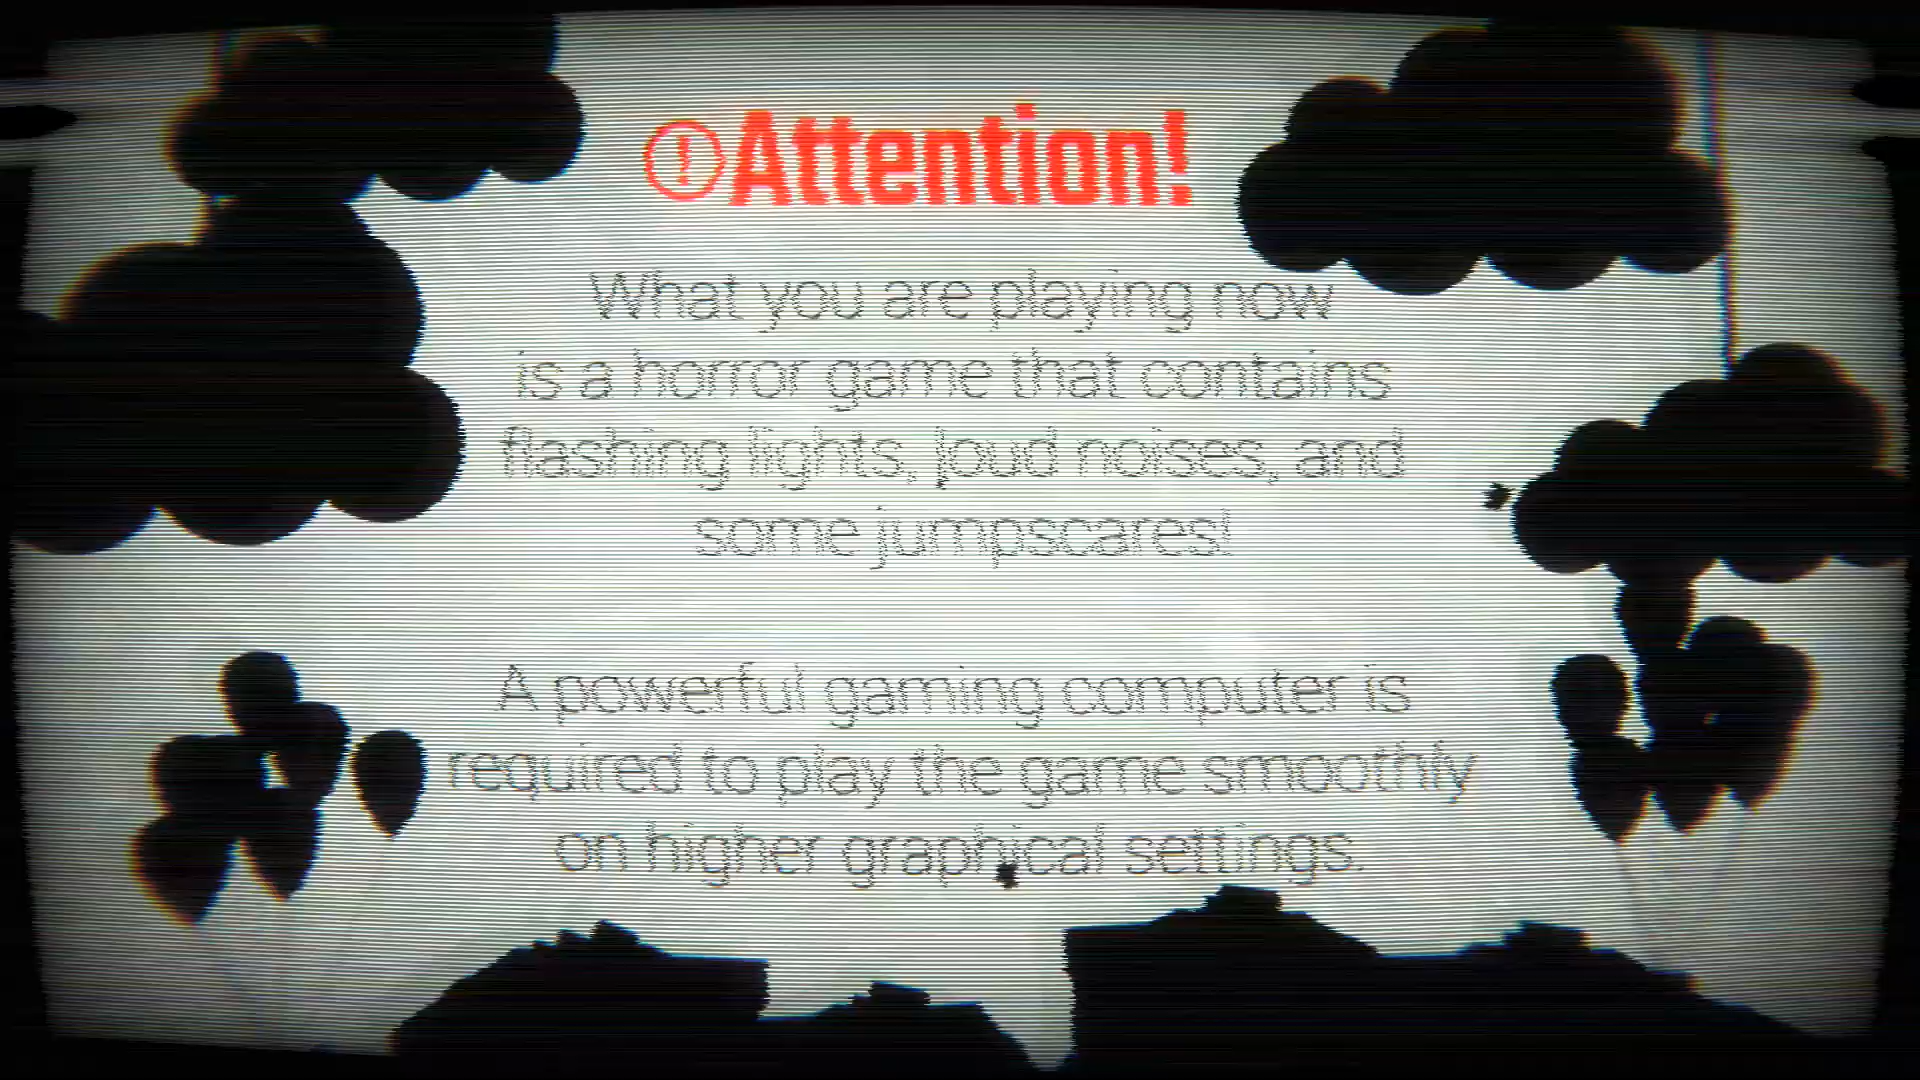 Attention!
What you are playing now
is a horror game that contains
flashing lights, loud noises, and
some jumpscares!
A powerful gaming computer is
required to play the game smoothly
on higher graphical settings.